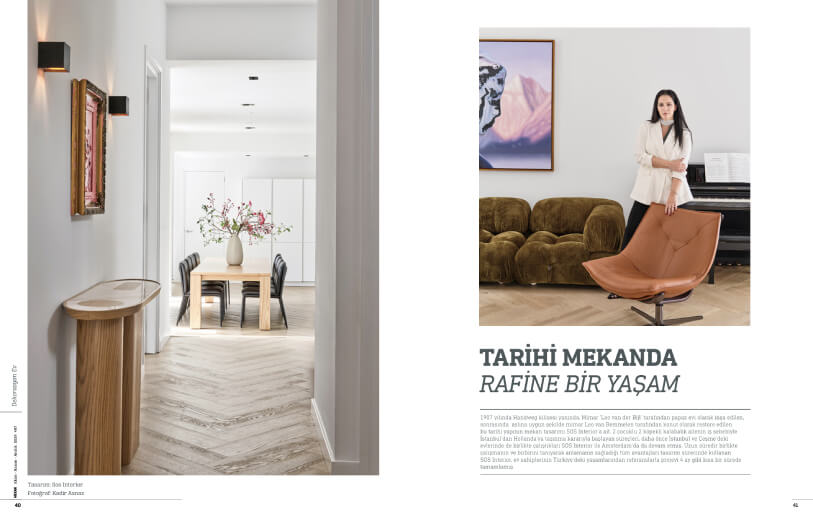 Dekorasyon Ev
Tasarım: Sos Interior
Fotoğraf: Kadir Asnaz
40
TARİHİ MEKANDA
RAFİNE BİR YAŞAM
1907 yılında Handweg kilisesi yanında, Mimar 'Leo van der Bijl' tarafından papaz evi olarak inşa edilen,
sonrasında aslına uygun şekilde mimar Leo van Bemmelen tarafından konut olarak restore edilen
bu tarihi yapının mekan tasarımı SOS Interior'a ait. 2 çocuklu 2 köpekli kalabalık ailenin iş sebebiyle
İstanbul'dan Hollanda'ya taşınma kararıyla başlayan süreçleri, daha önce İstanbul ve Çeşme'deki
evlerinde de birlikte çalıştıkları SOS Interior ile Amsterdam'da da devam etmiş. Uzun süredir birlikte
çalışmanın ve birbirini tanıyarak anlamanın sağladığı tüm avantajları tasarım sürecinde kullanan
SOS Interior, ev sahiplerinin Türkiye'deki yaşamlarından referanslarla projeyi 4 ay gibi kısa bir sürede
tamamlamış.
41